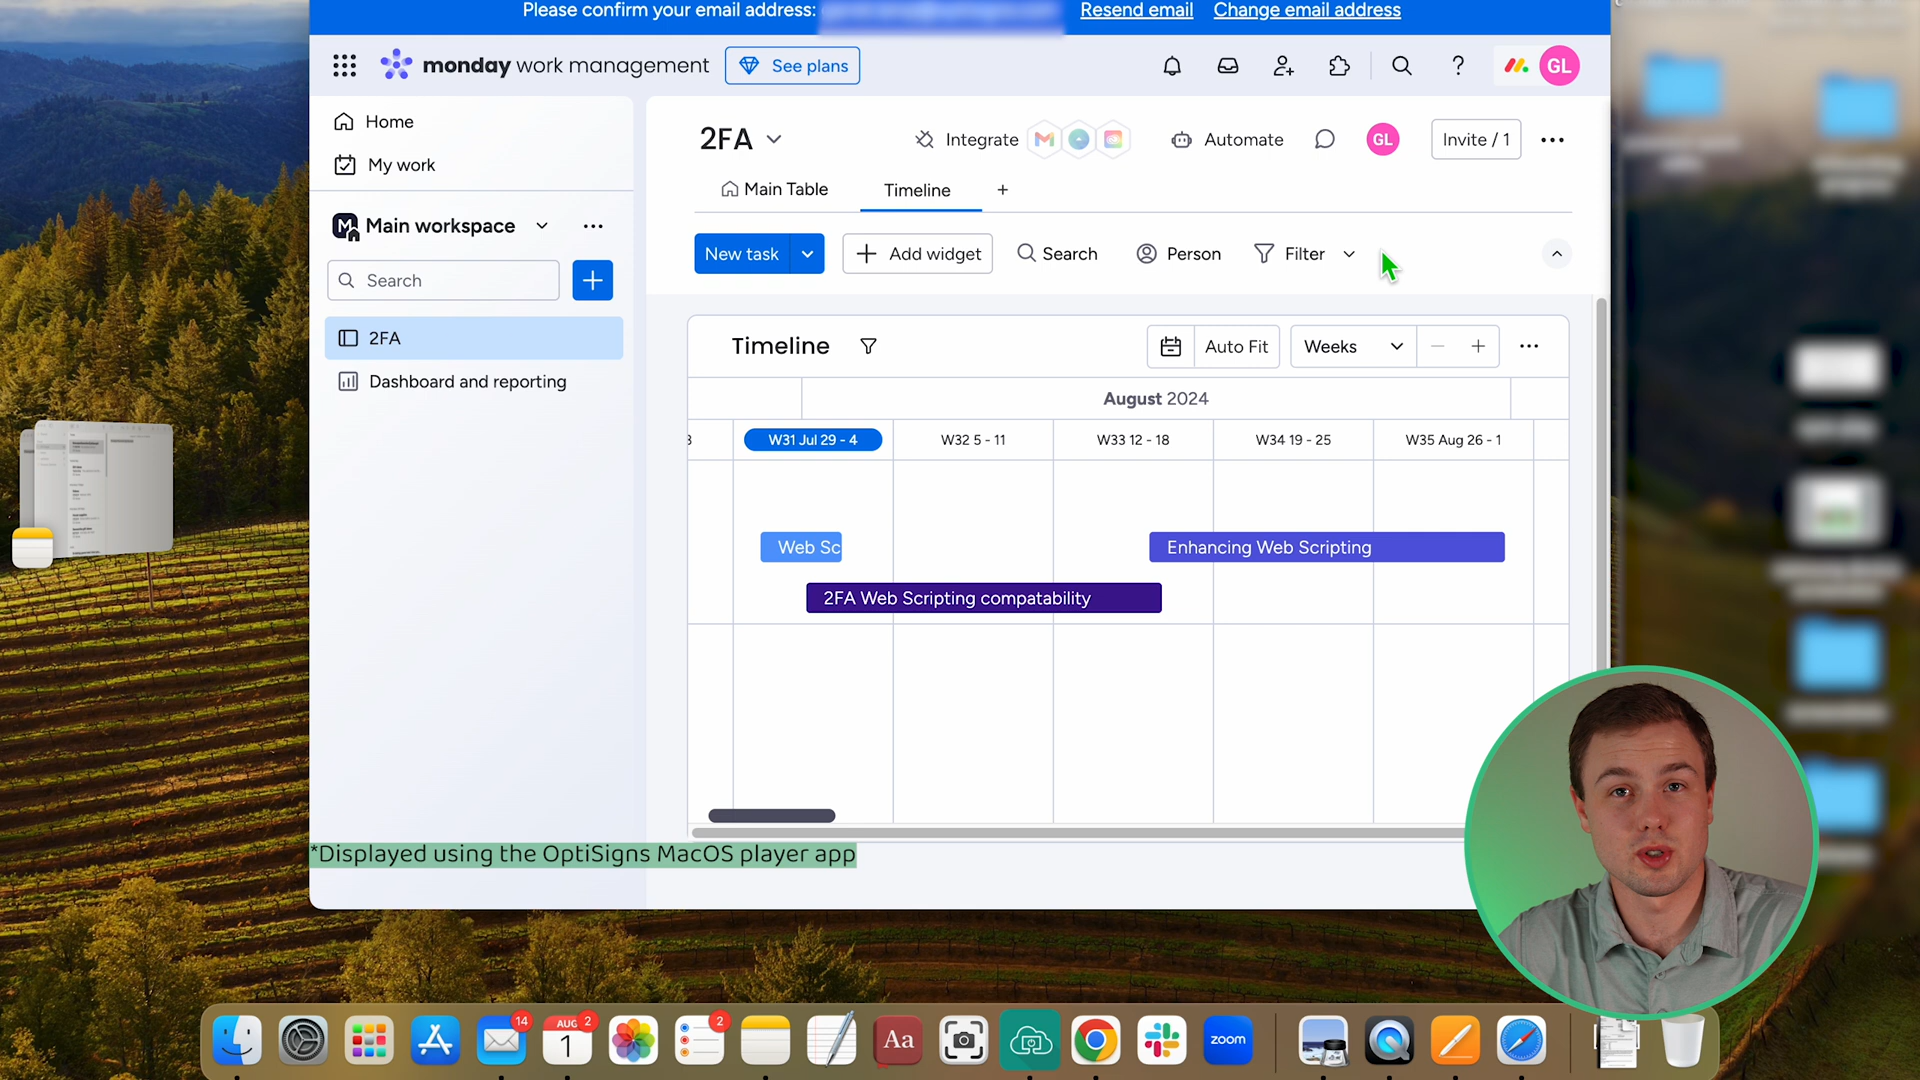 Please confirm your email address:
Resend email
Change email address
monday work management
See plans
GL
Home
My work
2FA
Integrate
Automate
GL
Invite / 1
Main Table
Timeline
Main workspace
New task
Add widget
Search
Person
Filter
Search
2FA
Timeline
Auto Fit
Weeks
Dashboard and reporting
August 2024
W31 Jul 29 - 4
W32 5 - 11
W33 12 - 18
W34 19 - 25
W35 Aug 26 - 1
Web Sc
Enhancing Web Scripting
2FA Web Scripting compatability
*Displayed using the OptiSigns MacOS player app
14
AUG
2
1
2
Aa
zoom